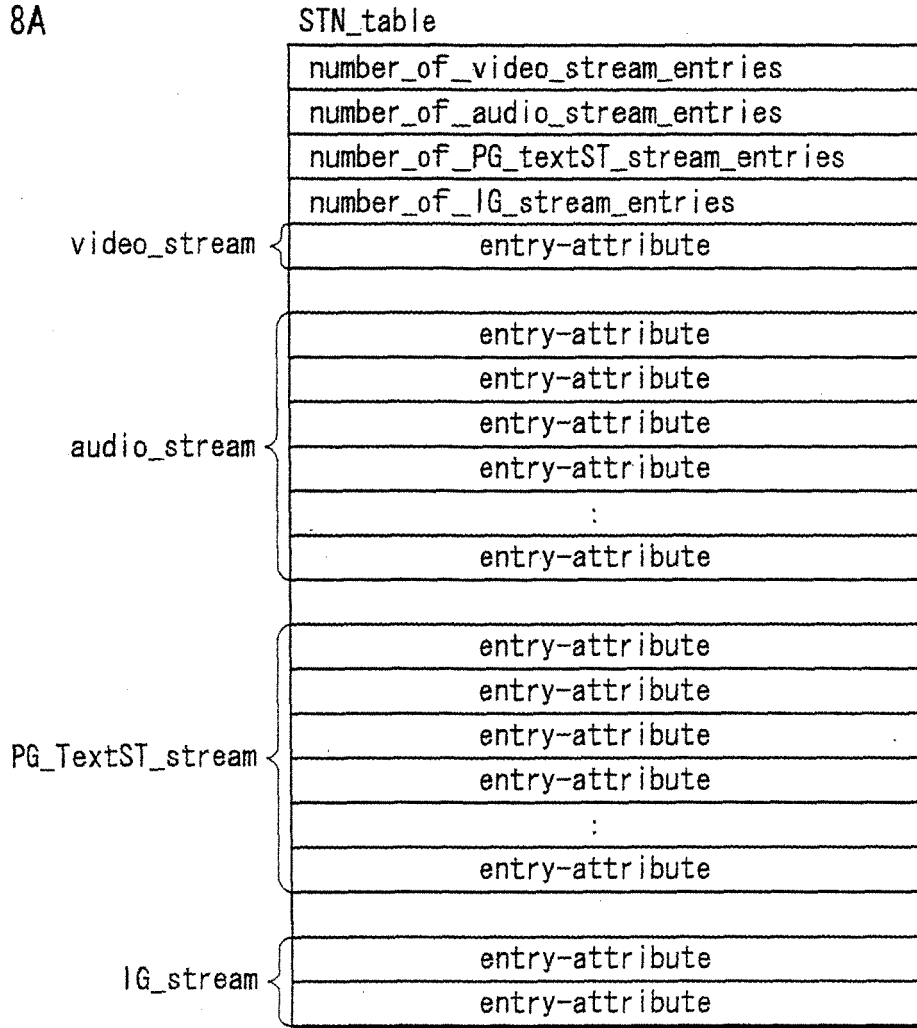 8A
STN_table
number_of_video_stream_entries
number_of_audio_stream_entries
number_of_PG_textST_stream_entries
number_of_IG_stream_entries
video_stream
entry-attribute
audio_stream
entry-attribute
entry-attribute
entry-attribute
entry-attribute
:
entry-attribute
PG_TextST_stream
entry-attribute
entry-attribute
entry-attribute
entry-attribute
:
entry-attribute
IG_stream
entry-attribute
entry-attribute